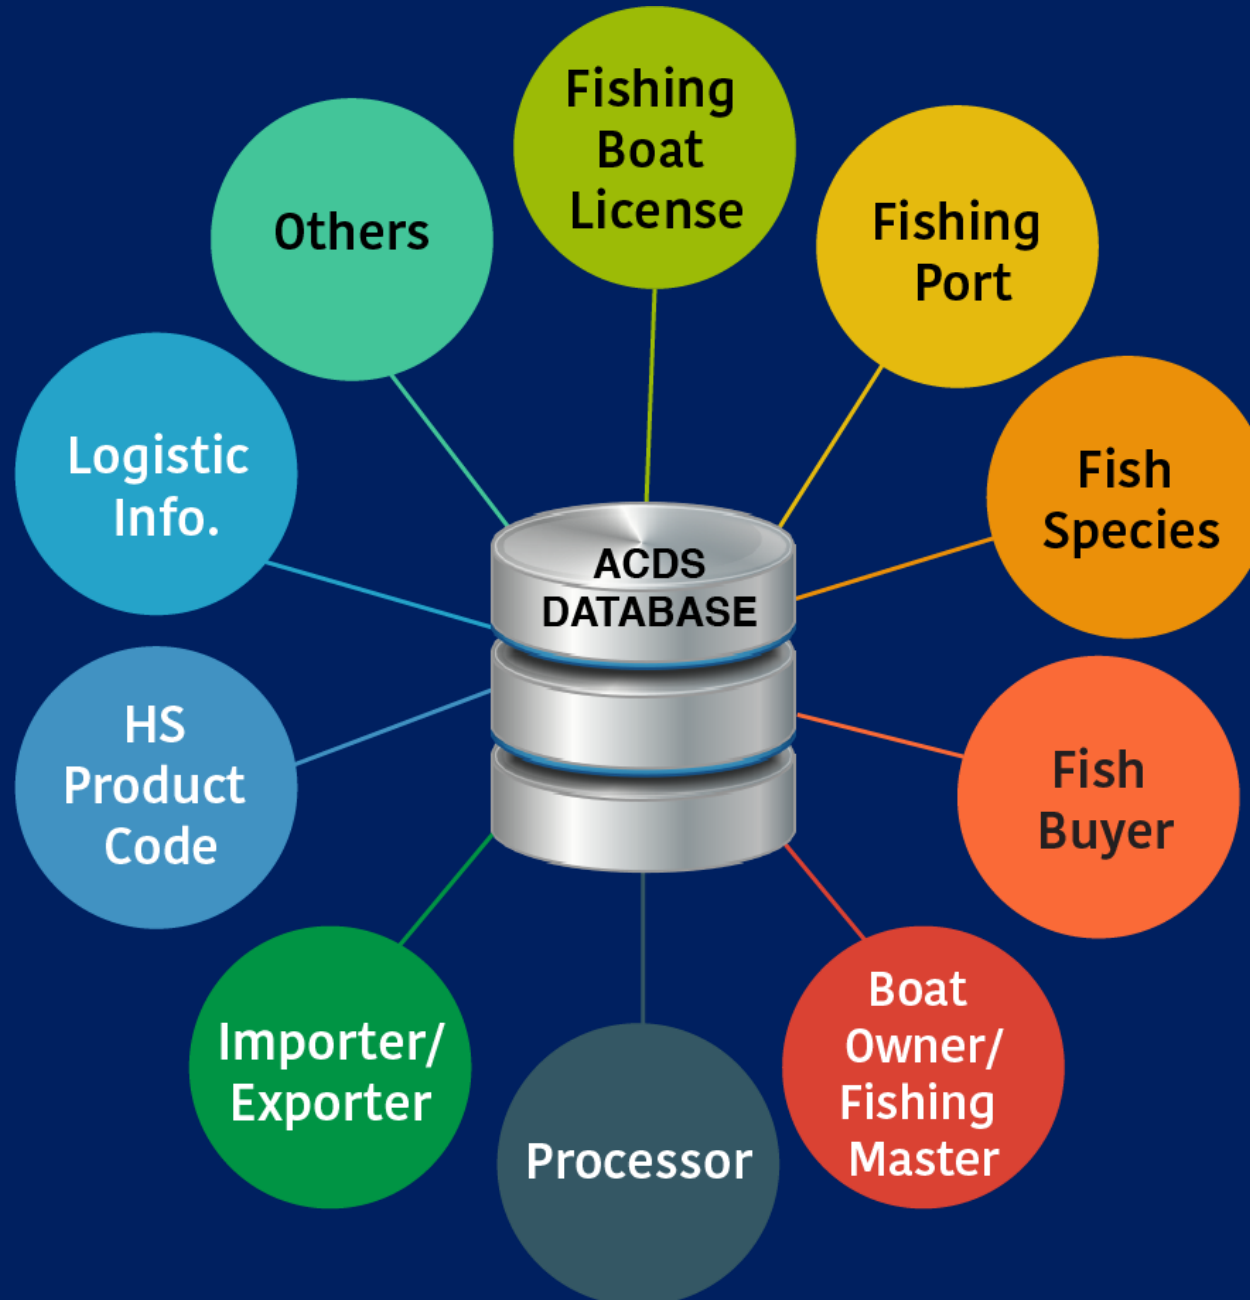 Fishing
Boat
License
Fishing
Port
Fish
Species
Fish
Buyer
Boat
Owner/
Fishing
Master
Processor
Importer/
Exporter
HS
Product
Code
Logistic
Info.
Others
ACDS
DATABASE